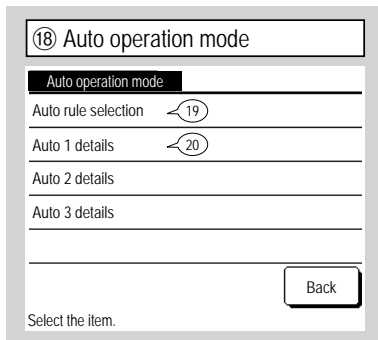 ⑱ Auto operation mode
Auto operation mode
Auto rule selection 19
Auto 1 details 20
Auto 2 details
Auto 3 details
Back
Select the item.